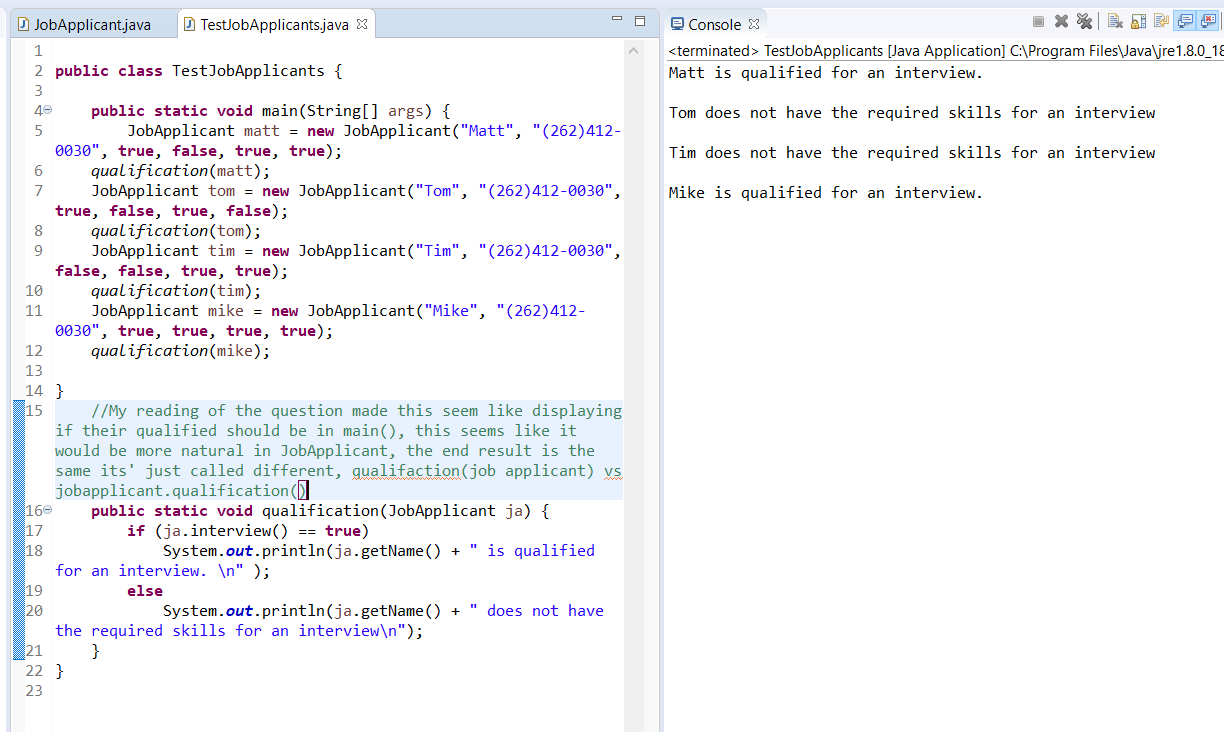 JobApplicant.java
TestJobApplicants.java
Console
<terminated> TestJobApplicants [Java Application] C:\Program Files\Java\jre1.8.0_18
1
2 public class TestJobApplicants {
3
4 public static void main(String[] args) {
5 JobApplicant matt = new JobApplicant("Matt", "(262)412-
0030", true, false, true, true);
6 qualification(matt);
7 JobApplicant tom = new JobApplicant("Tom", "(262)412-0030",
true, false, true, false);
8 qualification(tom);
9 JobApplicant tim = new JobApplicant("Tim", "(262)412-0030",
false, false, true, true);
10 qualification(tim);
11 JobApplicant mike = new JobApplicant("Mike", "(262)412-
0030", true, true, true, true);
12 qualification(mike);
13
14 }
15 //My reading of the question made this seem like displaying
if their qualified should be in main(), this seems like it
would be more natural in JobApplicant, the end result is the
same its' just called different, qualifaction(job applicant) vs
jobapplicant.qualification()
16 public static void qualification(JobApplicant ja) {
17 if (ja.interview() == true)
18 System.out.println(ja.getName() + " is qualified
for an interview. \n" );
19 else
20 System.out.println(ja.getName() + " does not have
the required skills for an interview\n");
21 }
22 }
23
Matt is qualified for an interview.
Tom does not have the required skills for an interview
Tim does not have the required skills for an interview
Mike is qualified for an interview.